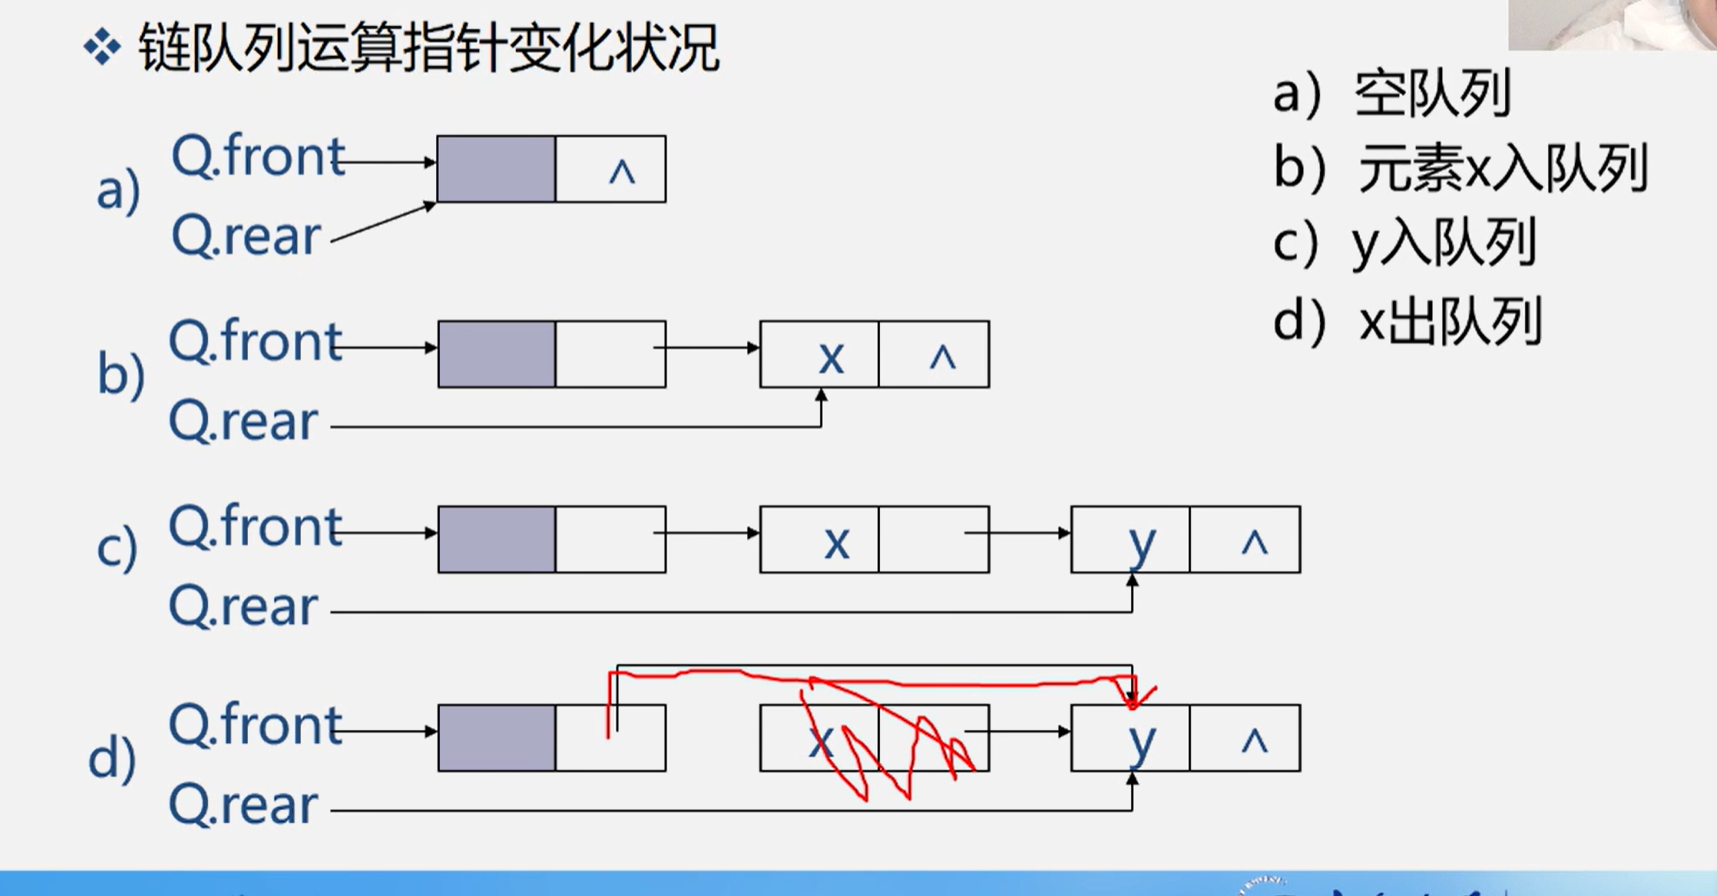 ❖ 链队列运算指针变化状况
a) Q.front ∧
Q.rear
b) Q.front x ∧
Q.rear
c) Q.front x y ∧
Q.rear
d) Q.front x y ∧
Q.rear
a）空队列
b）元素x入队列
c）y入队列
d）x出队列